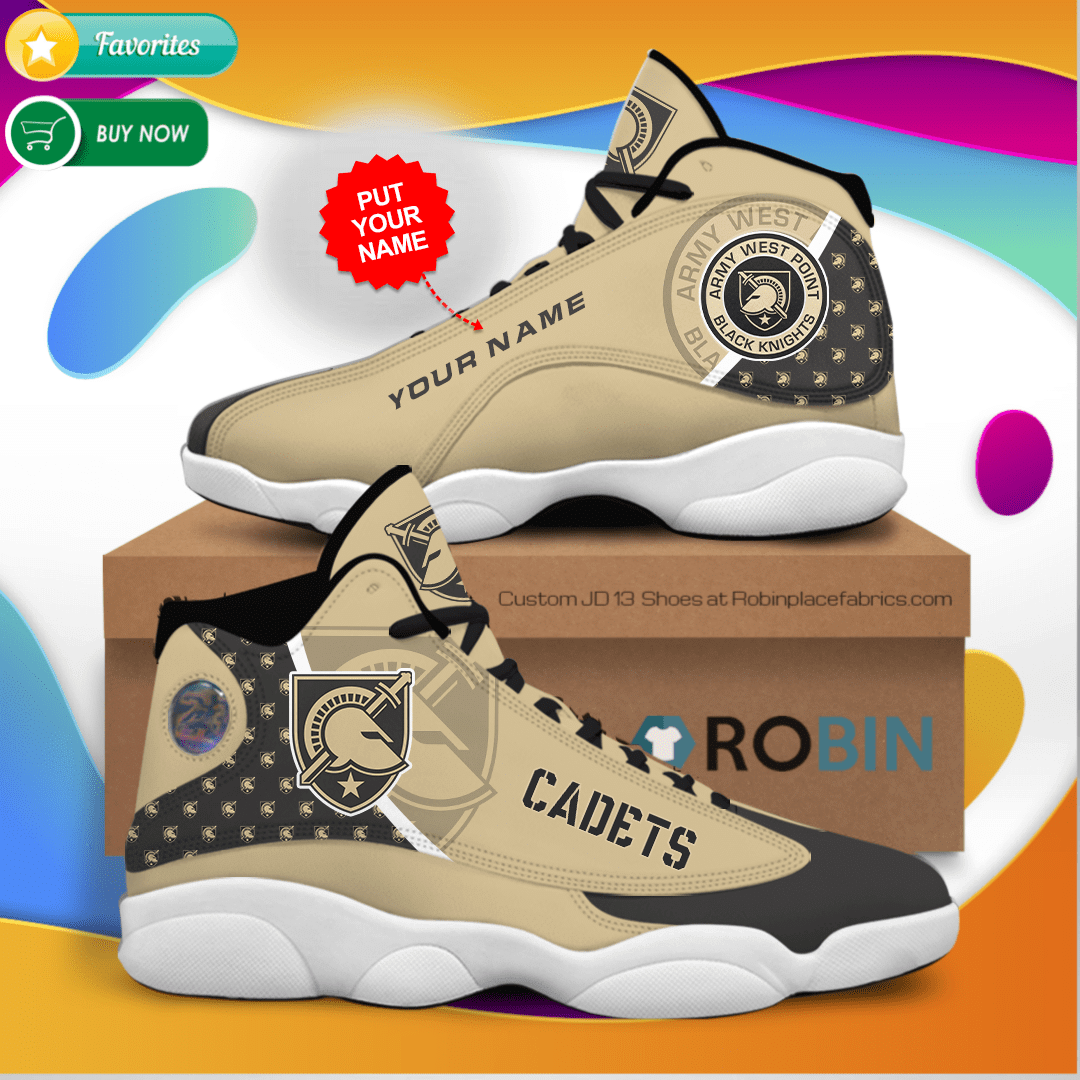 Favorites
BUY NOW
PUT
YOUR
NAME
YOUR NAME
ARMY WEST
BLA
ARMY WEST POINT
BLACK KNIGHTS
Custom JD 13 Shoes at Robinplacefabrics.com
ROBIN
CADETS